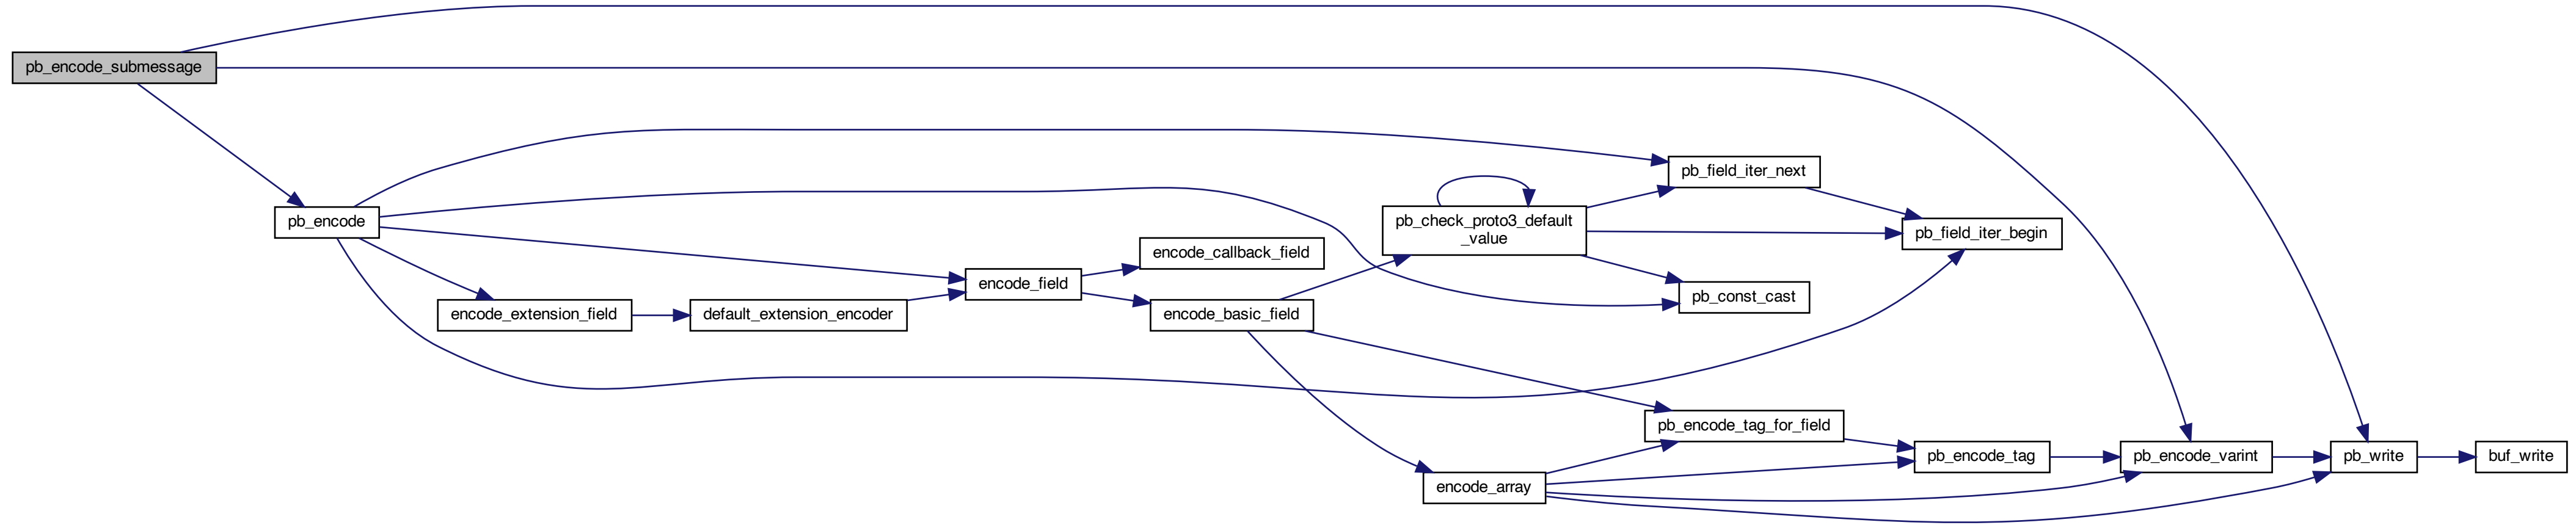 pb_encode_submessage
pb_encode
encode_extension_field
default_extension_encoder
encode_field
encode_callback_field
encode_basic_field
pb_check_proto3_default
_value
encode_array
pb_field_iter_next
pb_field_iter_begin
pb_const_cast
pb_encode_tag_for_field
pb_encode_tag
pb_encode_varint
pb_write
buf_write